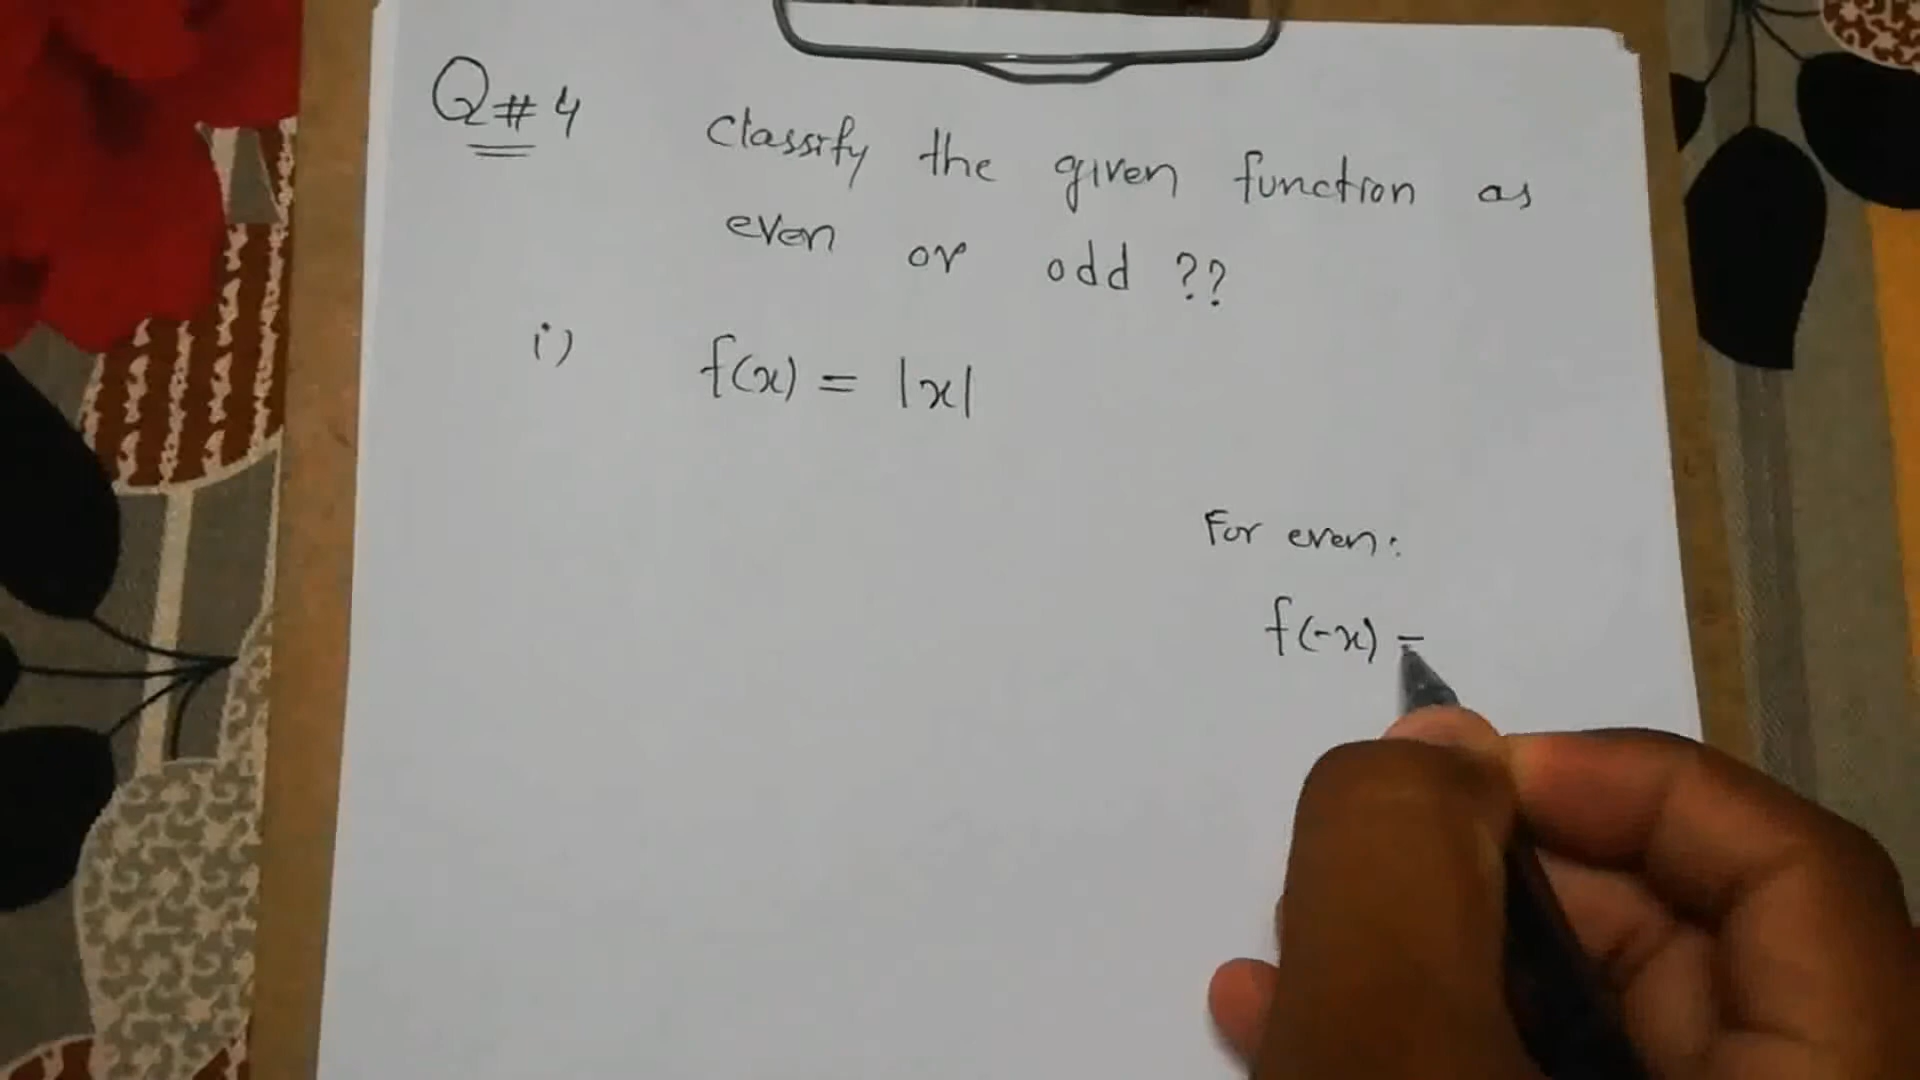 Q#4 Classify the given function as
even or odd ??
i) f(x) = |x|
For even:
f(-x) =